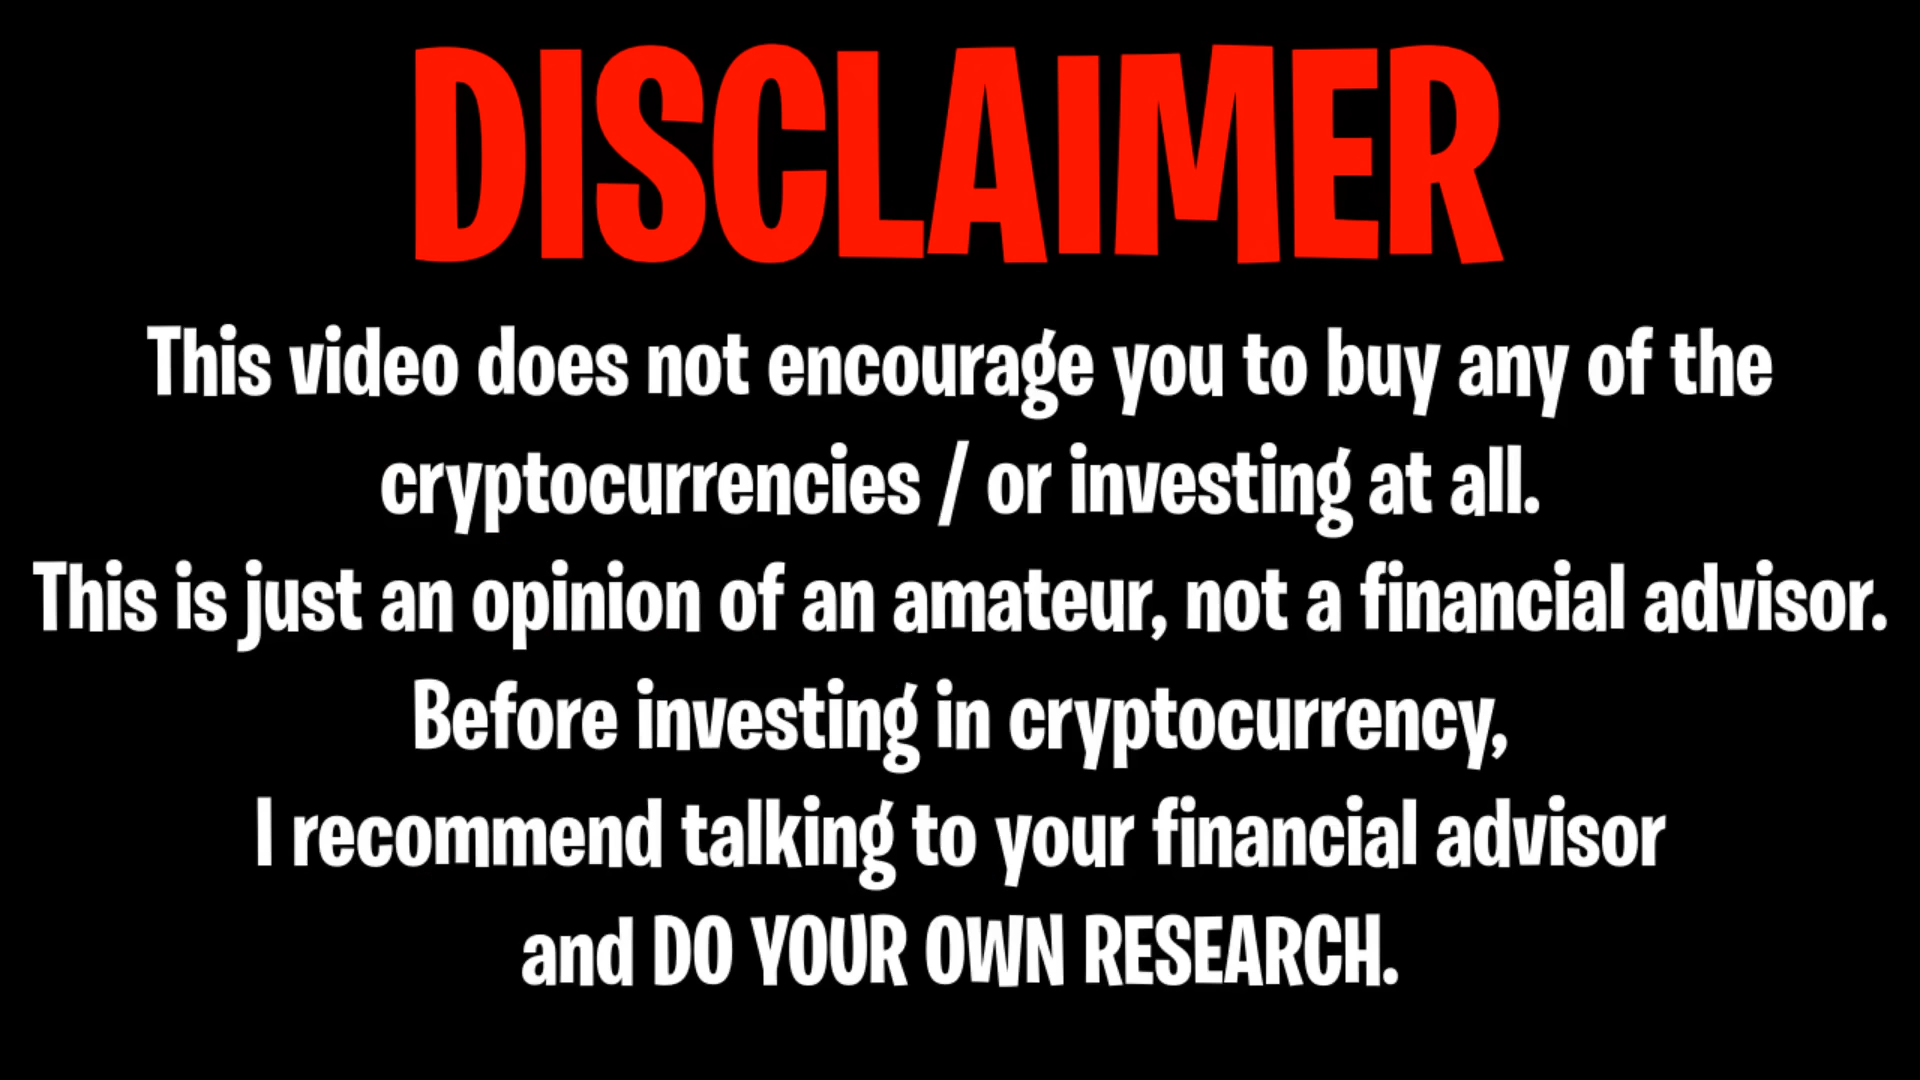 DISCLAIMER
This video does not encourage you to buy any of the
cryptocurrencies / or investing at all.
This is just an opinion of an amateur, not a financial advisor.
Before investing in cryptocurrency,
I recommend talking to your financial advisor
and DO YOUR OWN RESEARCH.